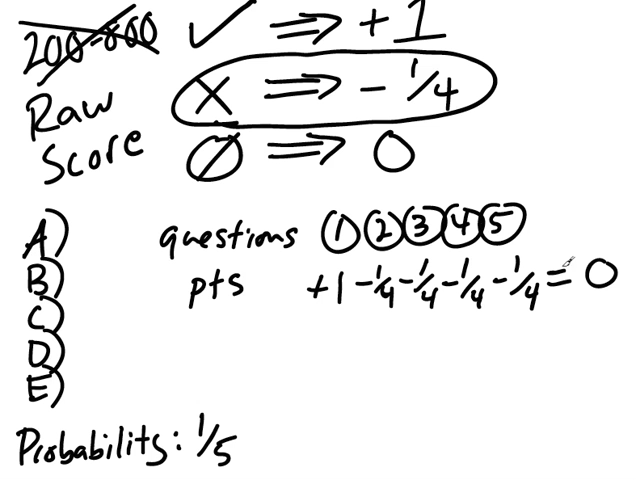 200-800 ✓ ⇒ +1
Raw X ⇒ - 1/4
Score Ø ⇒ 0
A) questions 1 2 3 4 5
B) pts +1 -1/4 -1/4 -1/4 -1/4 = 0
C)
D)
E)
Probability: 1/5